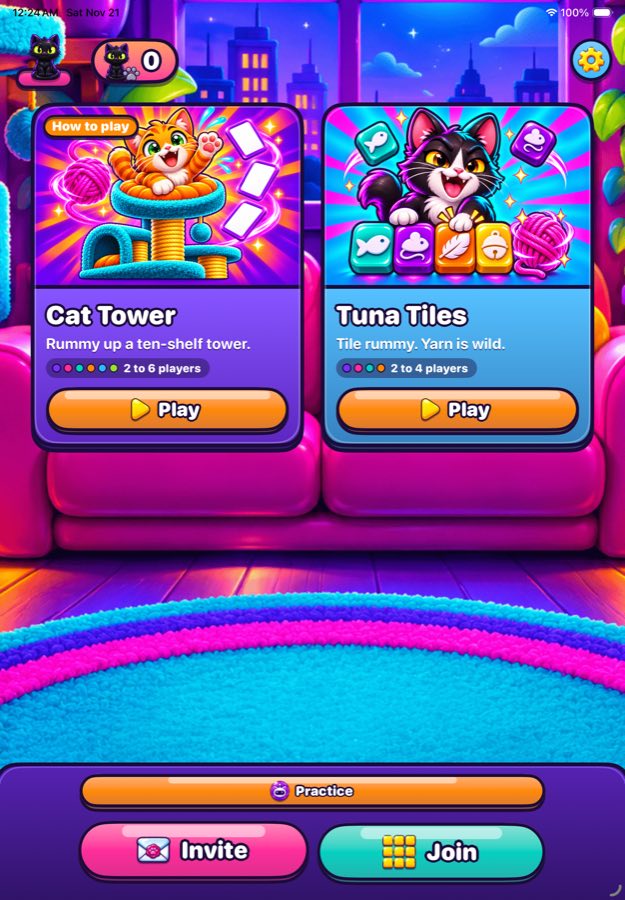 12:24 AM Sat Nov 21
100%
0
How to play
Cat Tower
Rummy up a ten-shelf tower.
2 to 6 players
Play
Tuna Tiles
Tile rummy. Yarn is wild.
2 to 4 players
Play
Practice
Invite
Join